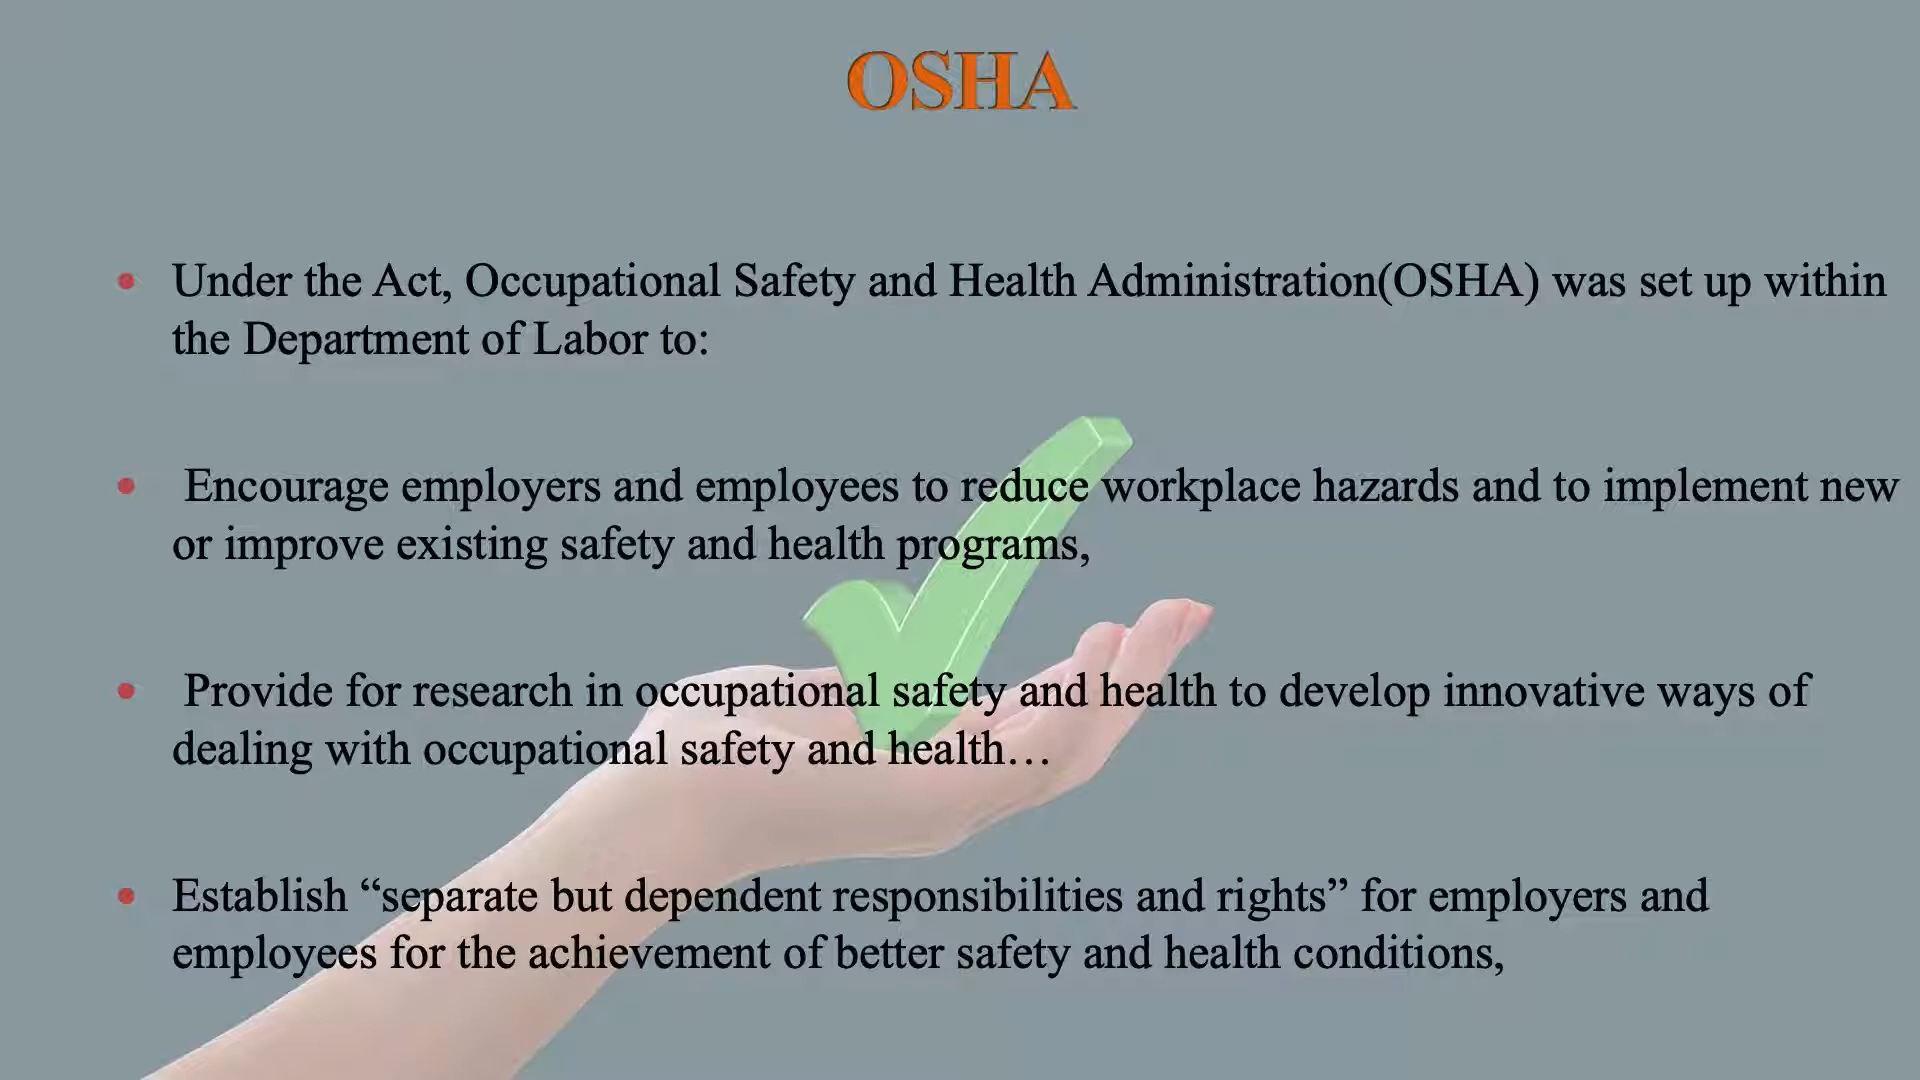 OSHA
• Under the Act, Occupational Safety and Health Administration(OSHA) was set up within
the Department of Labor to:
• Encourage employers and employees to reduce workplace hazards and to implement new
or improve existing safety and health programs,
• Provide for research in occupational safety and health to develop innovative ways of
dealing with occupational safety and health…
• Establish “separate but dependent responsibilities and rights” for employers and
employees for the achievement of better safety and health conditions,